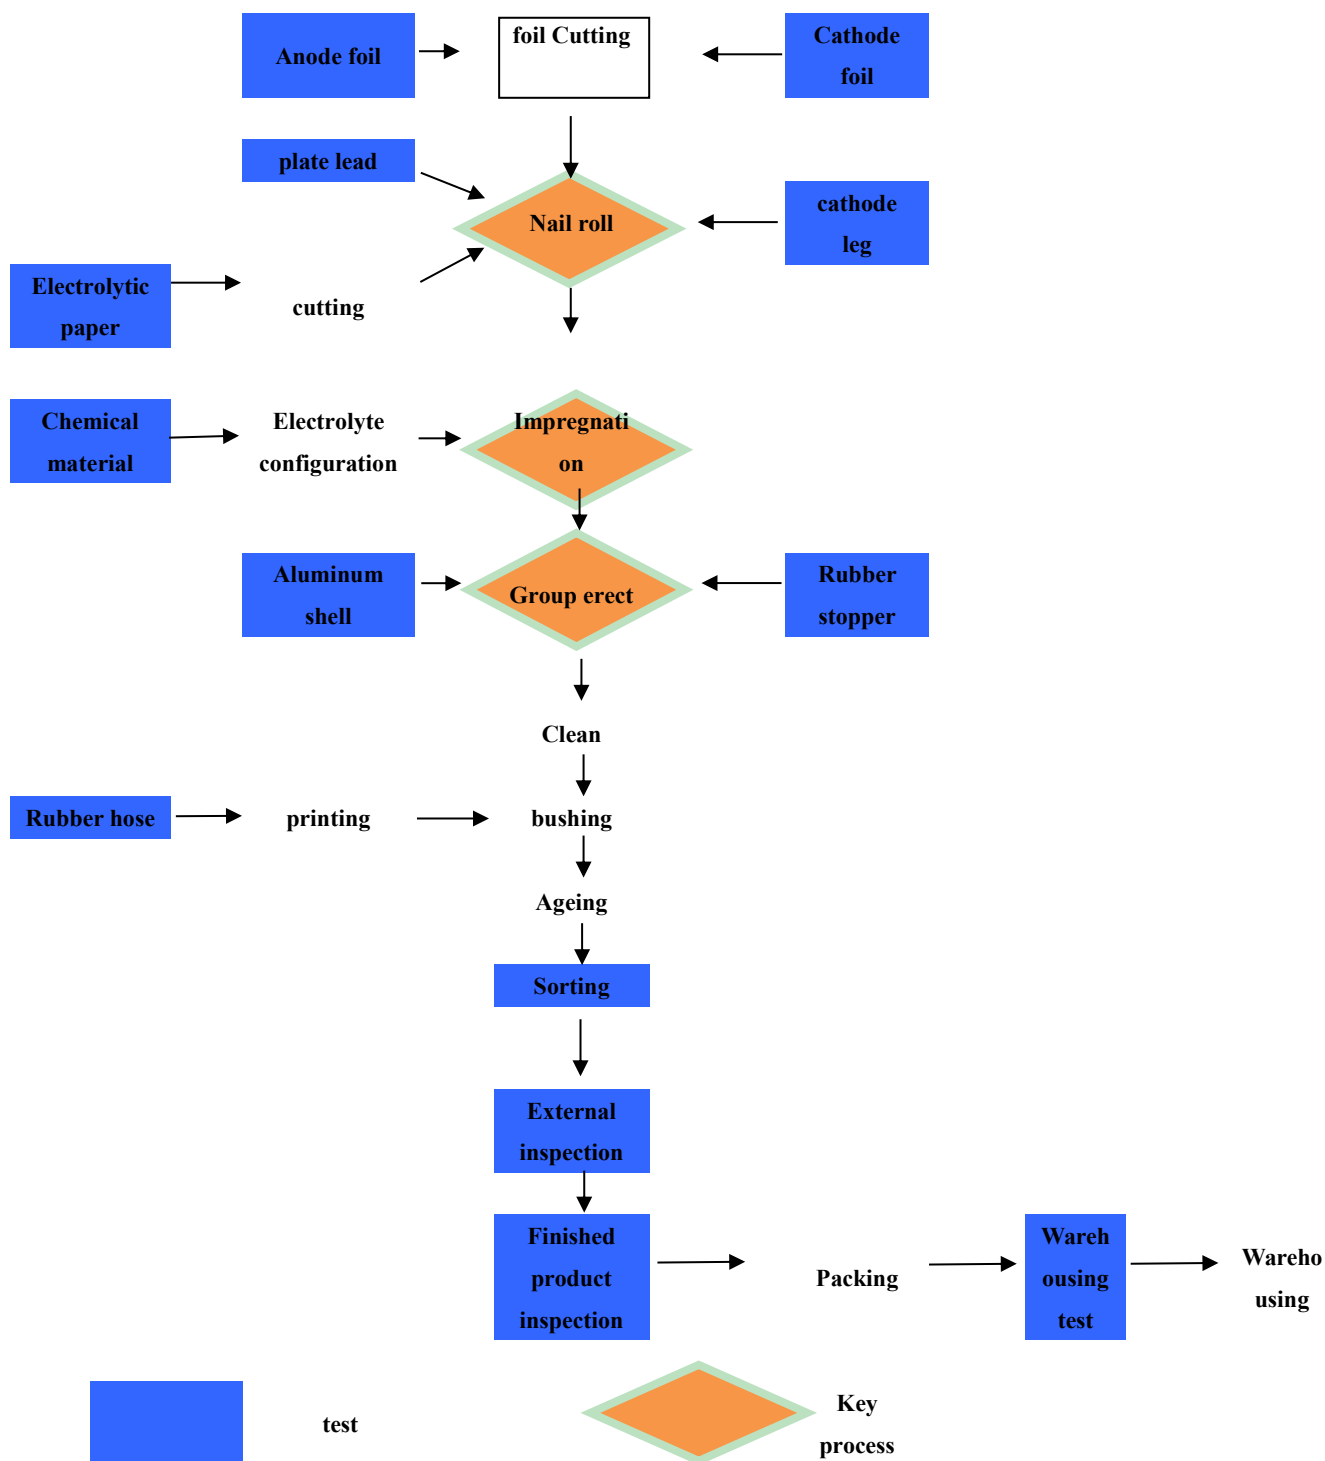 Anode foil
foil Cutting
Cathode
foil
plate lead
Nail roll
cathode
leg
Electrolytic
paper
cutting
Chemical
material
Electrolyte
configuration
Impregnati
on
Aluminum
shell
Group erect
Rubber
stopper
Clean
Rubber hose
printing
bushing
Ageing
Sorting
External
inspection
Finished
product
inspection
Packing
Wareh
ousing
test
Wareho
using
test
Key
process